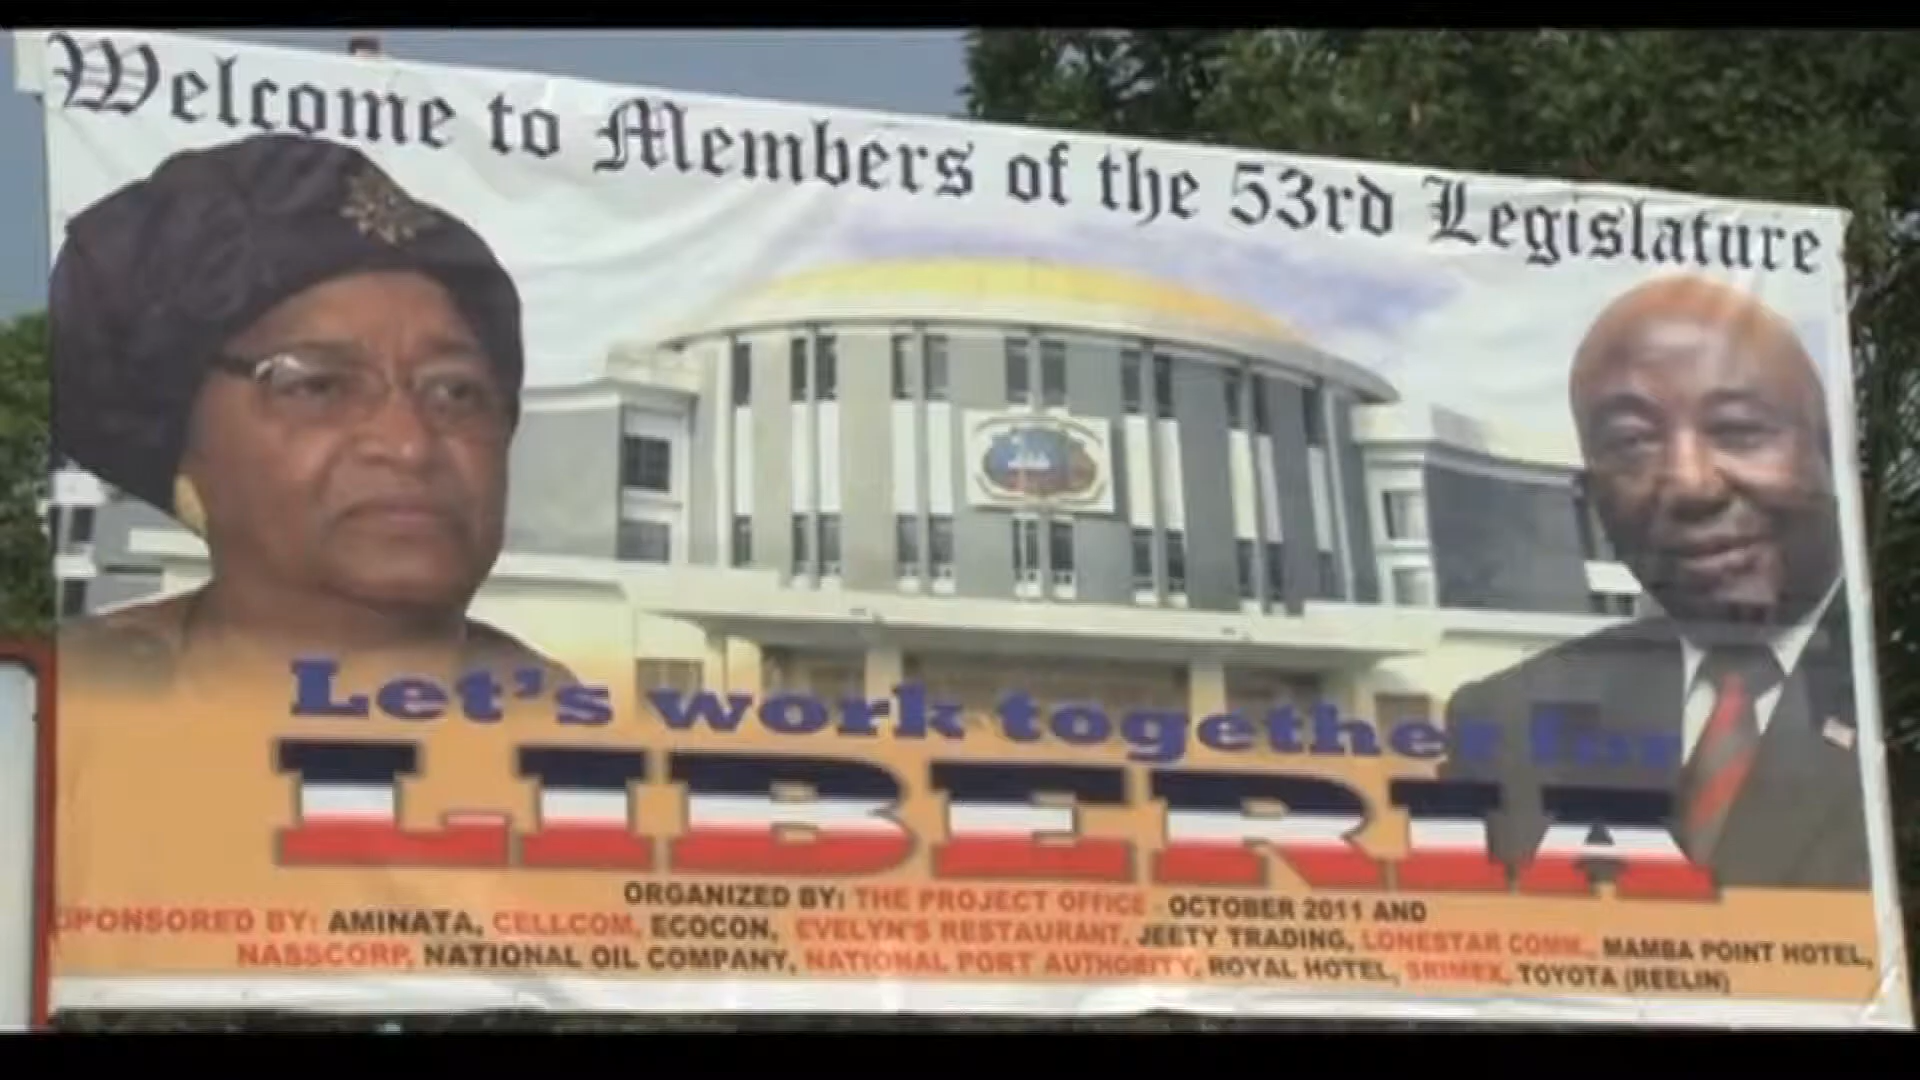 Welcome to Members of the 53rd Legislature
Let's work together for
LIBERIA
ORGANIZED BY: THE PROJECT OFFICE - OCTOBER 2011 AND
SPONSORED BY: AMINATA, CELLCOM, ECOCON, EVELYN'S RESTAURANT, JEETY TRADING, LONESTAR COMM., MAMBA POINT HOTEL,
NASSCORP, NATIONAL OIL COMPANY, NATIONAL PORT AUTHORITY, ROYAL HOTEL, SRIMEX, TOYOTA (REELIN)